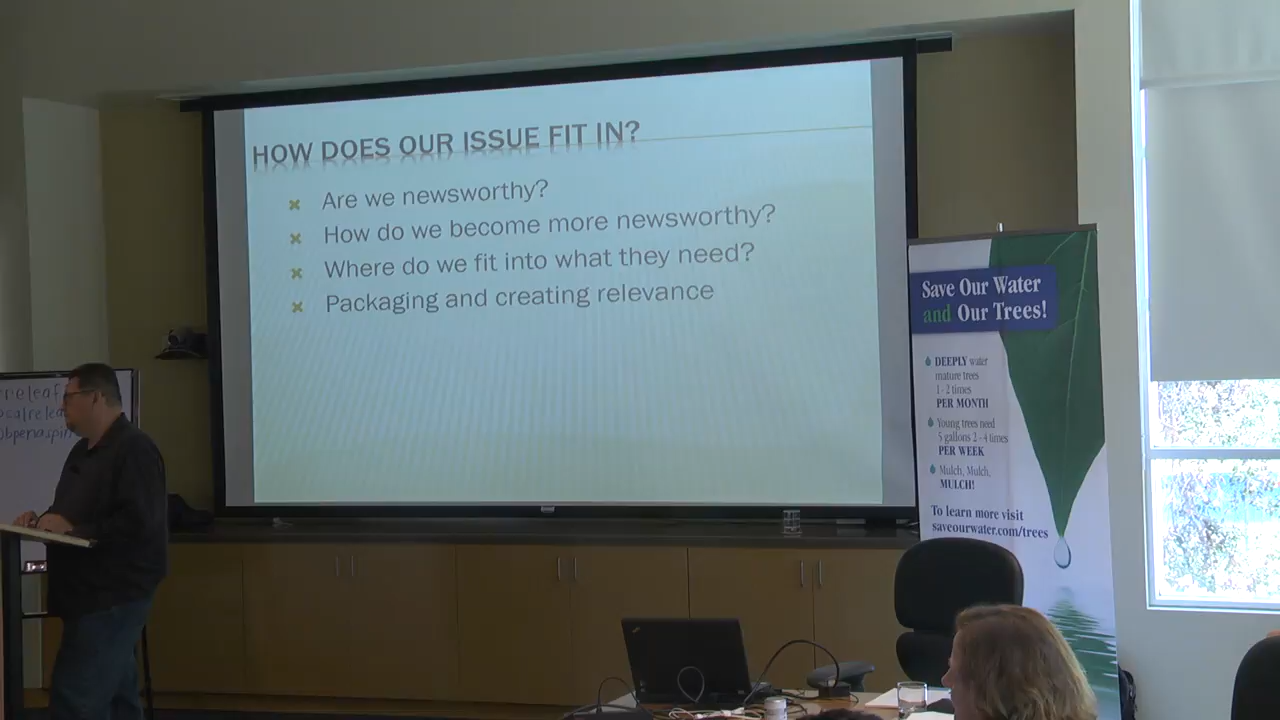 HOW DOES OUR ISSUE FIT IN?
Are we newsworthy?
How do we become more newsworthy?
Where do we fit into what they need?
Packaging and creating relevance
Save Our Water
and Our Trees!
DEEPLY water
mature trees
1-2 times
PER MONTH
Young trees need
5 gallons 2-4 times
PER WEEK
Mulch, Mulch,
MULCH!
To learn more visit
saveourwater.com/trees
releaf